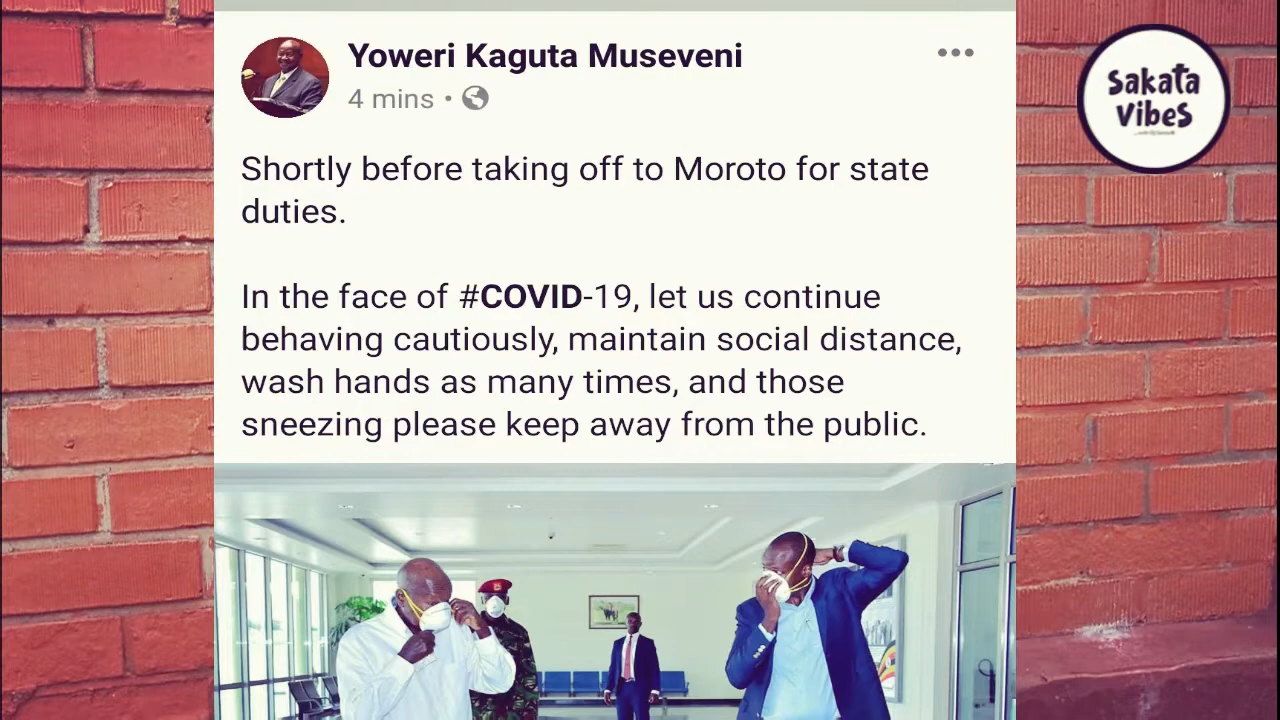 Yoweri Kaguta Museveni
4 mins •
Shortly before taking off to Moroto for state
duties.
In the face of #COVID-19, let us continue
behaving cautiously, maintain social distance,
wash hands as many times, and those
sneezing please keep away from the public.
Sakata
Vibes